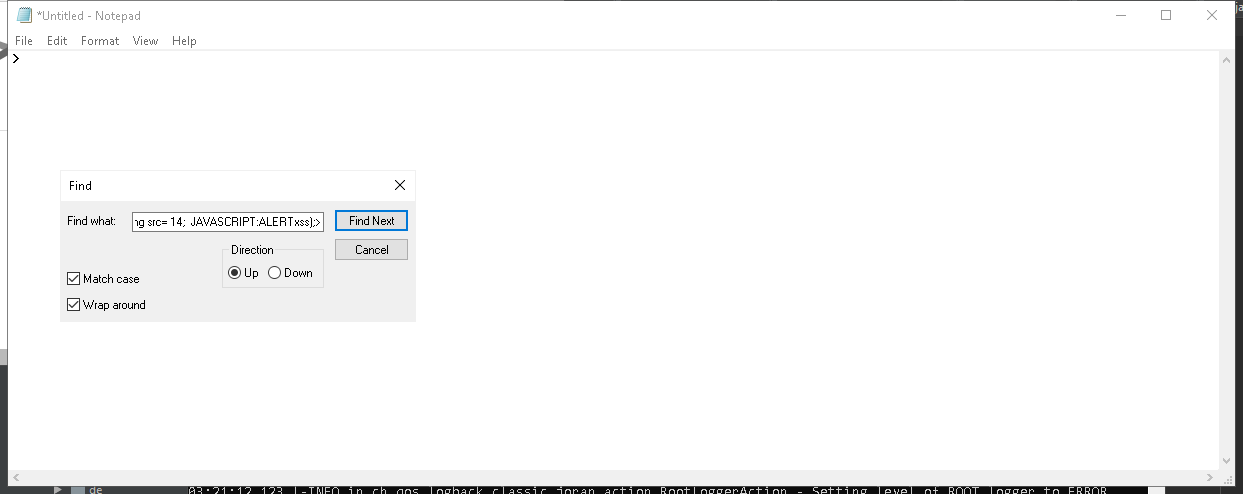 *Untitled - Notepad
File Edit Format View Help
>
Find
Find what: ng src= 14; JAVASCRIPT:ALERTxss);>
Find Next
Direction
Cancel
Up Down
Match case
Wrap around
de 03:21:12,123 |-INFO in ch.qos.logback.classic.joran.action.RootLoggerAction - Setting level of ROOT logger to ERROR
ja